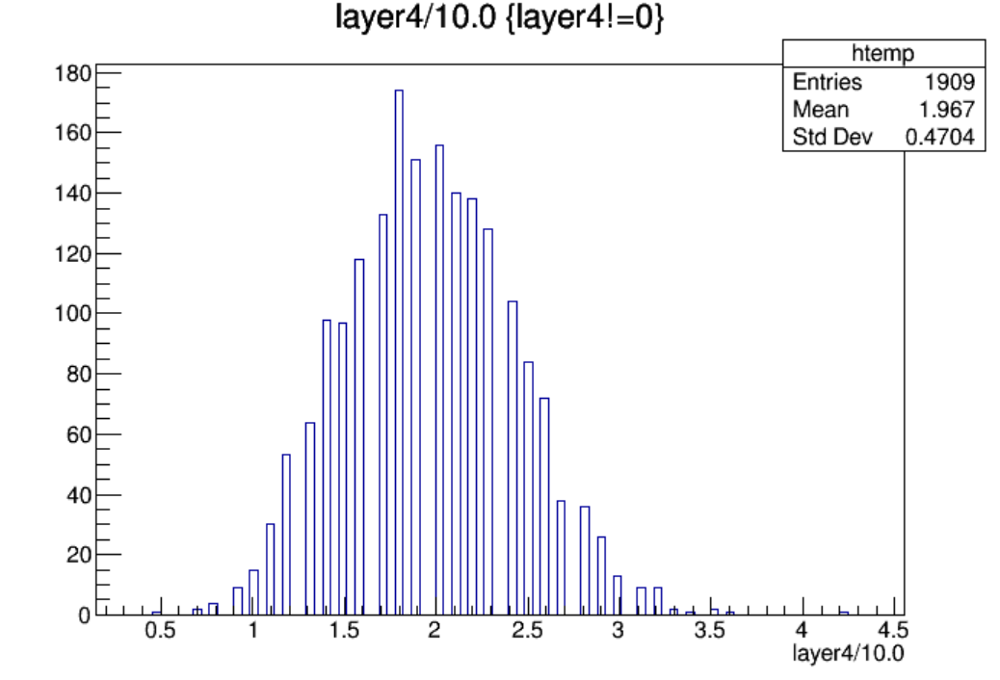 layer4/10.0 {layer4!=0}
htemp
Entries 1909
Mean 1.967
Std Dev 0.4704
180
160
140
120
100
80
60
40
20
0
0.5 1 1.5 2 2.5 3 3.5 4 4.5
layer4/10.0